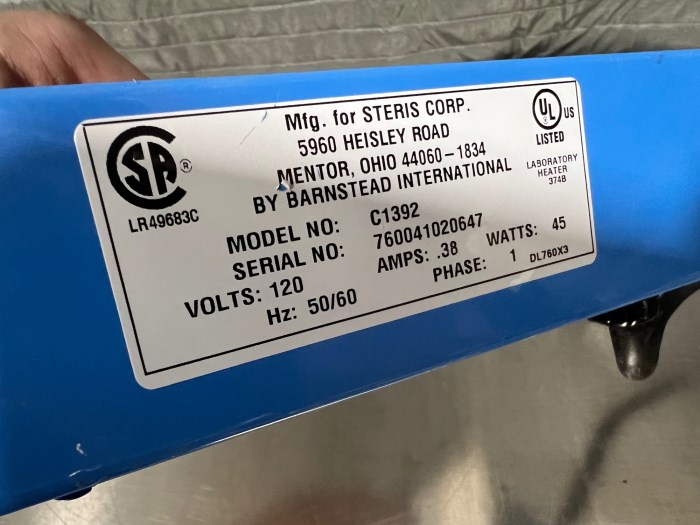 Mfg. for STERIS CORP.
5960 HEISLEY ROAD
MENTOR, OHIO 44060-1834
BY BARNSTEAD INTERNATIONAL
SA ®
LR49683C
UL US
LISTED
LABORATORY
HEATER
374B
MODEL NO: C1392
SERIAL NO: 760041020647
VOLTS: 120 AMPS: .38 WATTS: 45
Hz: 50/60 PHASE: 1 DL760X3